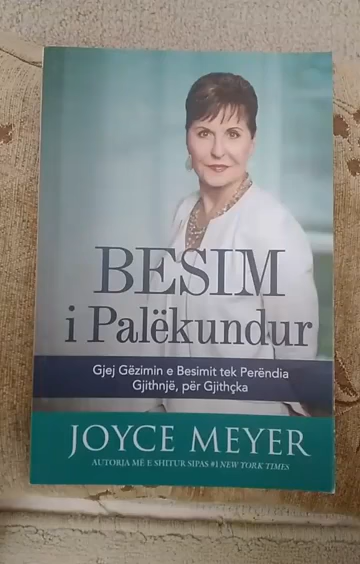 BESIM
i Palëkundur
Gjej Gëzimin e Besimit tek Perëndia
Gjithnjë, për Gjithçka
JOYCE MEYER
AUTORJA MË E SHITUR SIPAS #1 NEW YORK TIMES